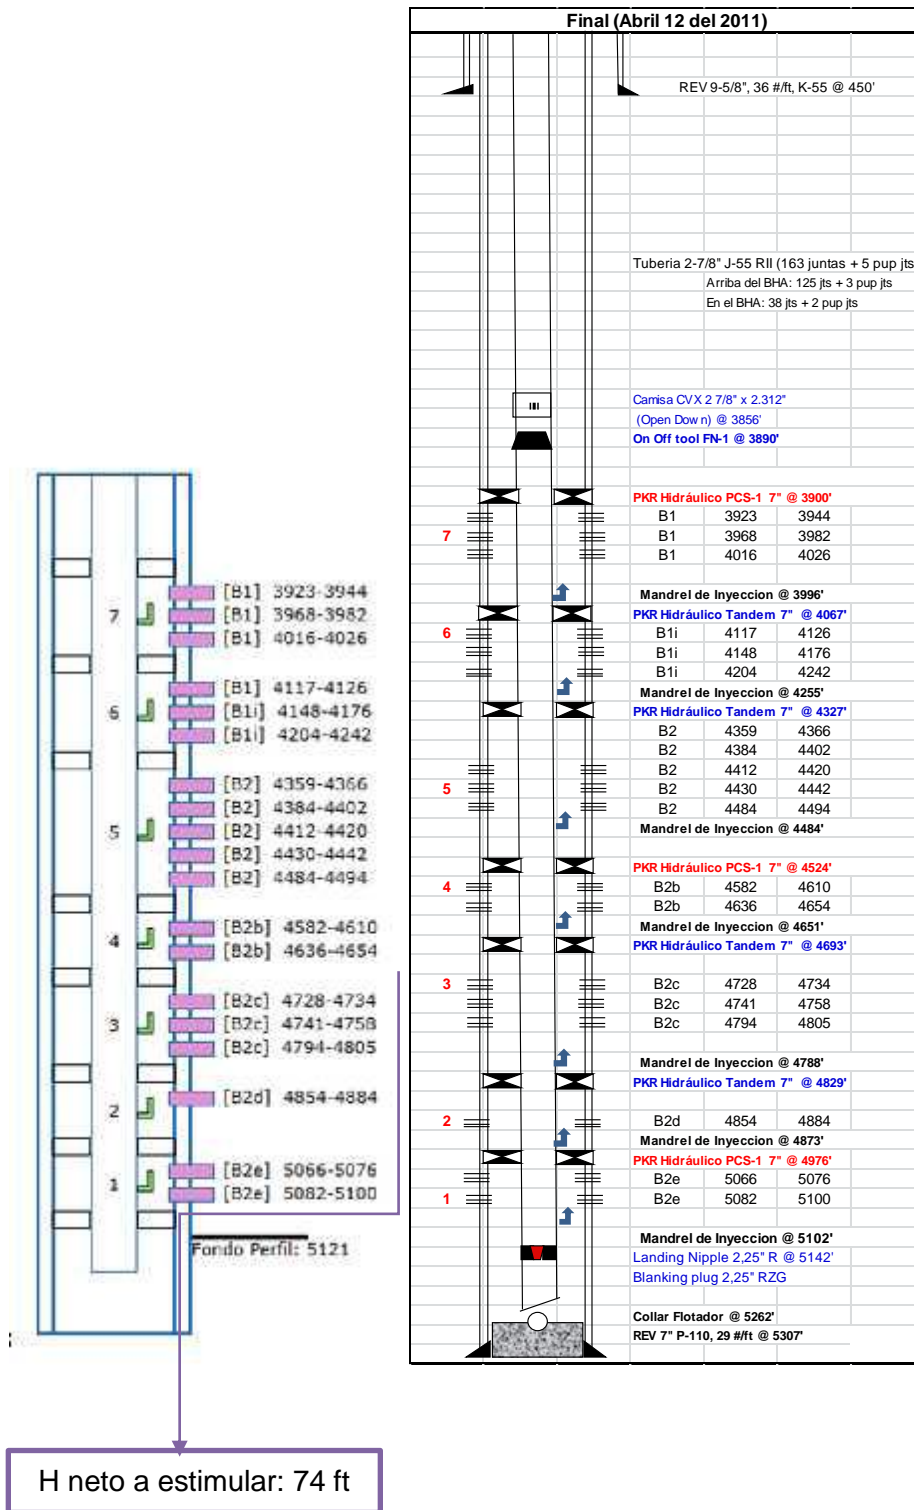 Final (Abril 12 del 2011)
REV 9-5/8", 36 #/ft, K-55 @ 450'
Tuberia 2-7/8" J-55 RII (163 juntas + 5 pup jts
Arriba del BHA: 125 jts + 3 pup jts
En el BHA: 38 jts + 2 pup jts
Camisa CVX 2 7/8" x 2.312"
(Open Down) @ 3856'
On Off tool FN-1 @ 3890'
PKR Hidráulico PCS-1 7" @ 3900'
B1 3923 3944
7 B1 3968 3982
B1 4016 4026
Mandrel de Inyeccion @ 3996'
PKR Hidráulico Tandem 7" @ 4067'
6 B1i 4117 4126
B1i 4148 4176
B1i 4204 4242
Mandrel de Inyeccion @ 4255'
PKR Hidráulico Tandem 7" @ 4327'
B2 4359 4366
B2 4384 4402
B2 4412 4420
5 B2 4430 4442
B2 4484 4494
Mandrel de Inyeccion @ 4484'
PKR Hidráulico PCS-1 7" @ 4524'
4 B2b 4582 4610
B2b 4636 4654
Mandrel de Inyeccion @ 4651'
PKR Hidráulico Tandem 7" @ 4693'
3 B2c 4728 4734
B2c 4741 4758
B2c 4794 4805
Mandrel de Inyeccion @ 4788'
PKR Hidráulico Tandem 7" @ 4829'
2 B2d 4854 4884
Mandrel de Inyeccion @ 4873'
PKR Hidráulico PCS-1 7" @ 4976'
B2e 5066 5076
1 B2e 5082 5100
Mandrel de Inyeccion @ 5102'
Landing Nipple 2,25" R @ 5142'
Blanking plug 2,25" RZG
Collar Flotador @ 5262'
REV 7" P-110, 29 #/ft @ 5307'
[B1] 3923-3944
7 [B1] 3968-3982
[B1] 4016-4026
[B1] 4117-4126
6 [B1i] 4148-4176
[B1i] 4204-4242
[B2] 4359-4366
[B2] 4384-4402
5 [B2] 4412-4420
[B2] 4430-4442
[B2] 4484-4494
4 [B2b] 4582-4610
[B2b] 4636-4654
[B2c] 4728-4734
3 [B2c] 4741-4758
[B2c] 4794-4805
2 [B2d] 4854-4884
1 [B2e] 5066-5076
[B2e] 5082-5100
Fondo Perfil: 5121
H neto a estimular: 74 ft